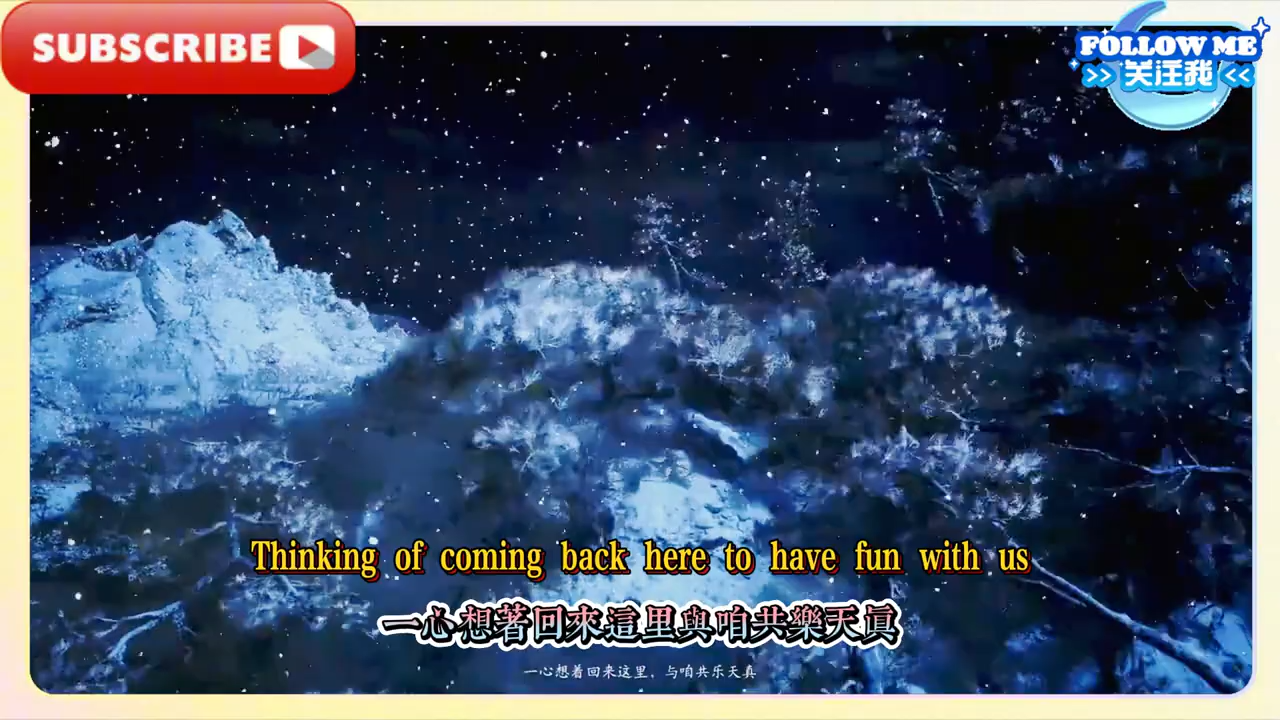 SUBSCRIBE
FOLLOW ME
>> 关注我 <<
Thinking of coming back here to have fun with us
一心想著回來這里與咱共樂天眞
一心想着回来这里，与咱共乐天真